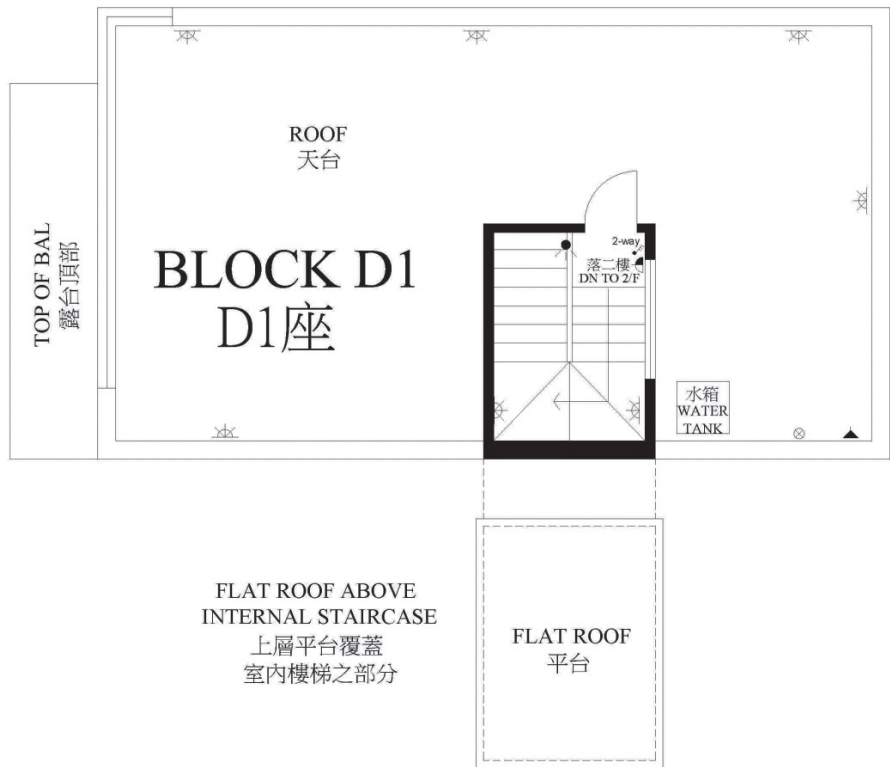 ROOF
天台
TOP OF BAL
露台頂部
BLOCK D1
D1座
2-way
落二樓
DN TO 2/F
水箱
WATER
TANK
FLAT ROOF ABOVE
INTERNAL STAIRCASE
上層平台覆蓋
室內樓梯之部分
FLAT ROOF
平台